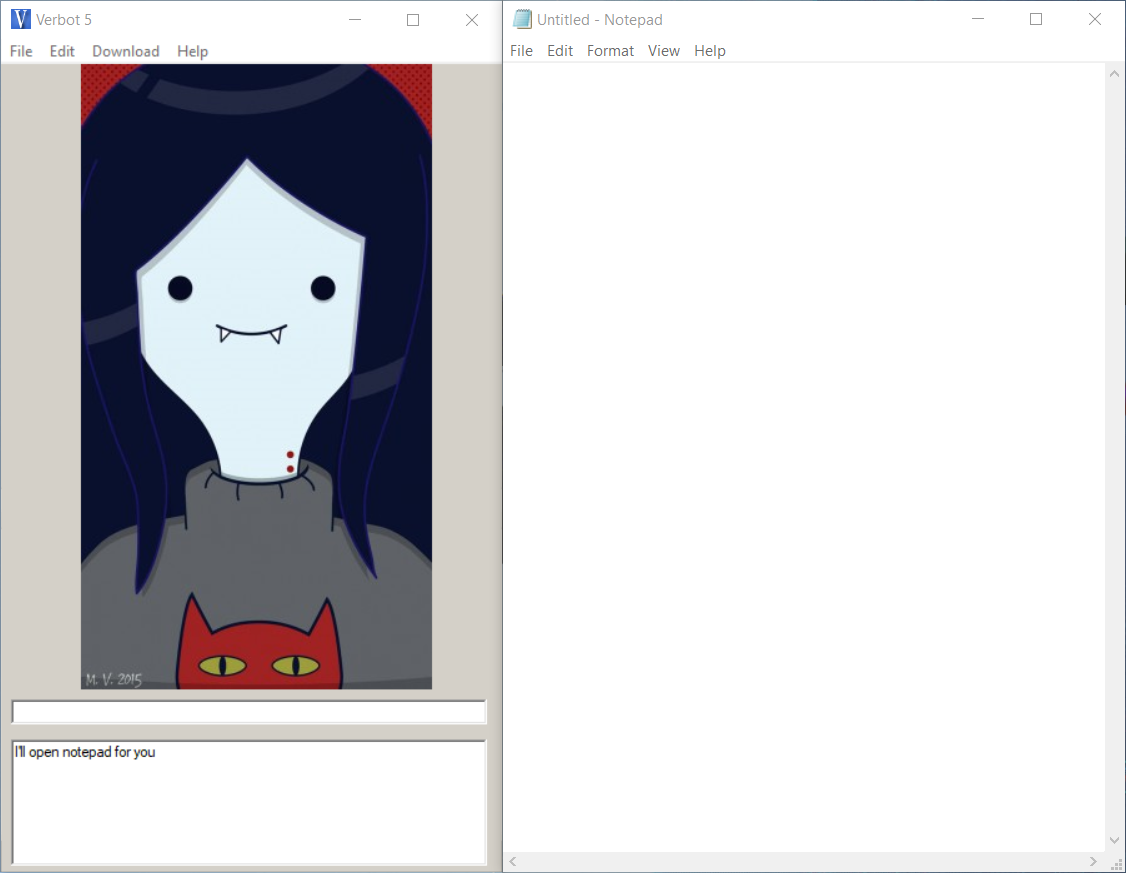 Verbot 5
File Edit Download Help
M. V. 2015
I'll open notepad for you
Untitled - Notepad
File Edit Format View Help